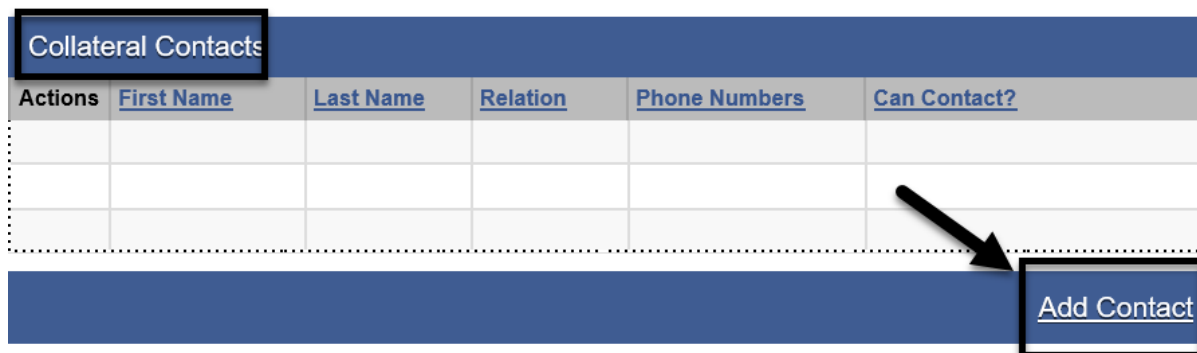 Collateral Contacts
Actions First Name Last Name Relation Phone Numbers Can Contact?
Add Contact